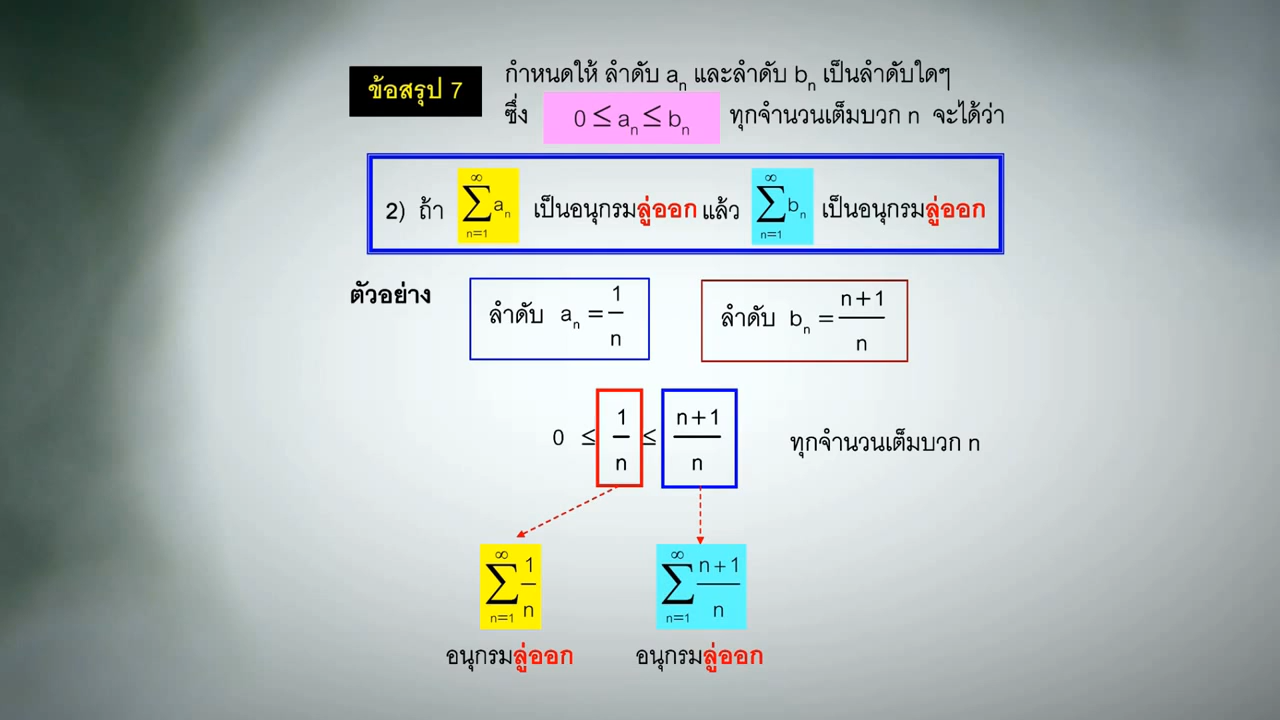 ข้อสรุป 7
กำหนดให้ ลำดับ aₙ และลำดับ bₙ เป็นลำดับใดๆ
ซึ่ง 0 ≤ aₙ ≤ bₙ ทุกจำนวนเต็มบวก n จะได้ว่า
2) ถ้า ∑_{n=1}^{∞} aₙ เป็นอนุกรมลู่ออก แล้ว ∑_{n=1}^{∞} bₙ เป็นอนุกรมลู่ออก
ตัวอย่าง ลำดับ aₙ = 1/n ลำดับ bₙ = (n+1)/n
0 ≤ 1/n ≤ (n+1)/n ทุกจำนวนเต็มบวก n
∑_{n=1}^{∞} 1/n ∑_{n=1}^{∞} (n+1)/n
อนุกรมลู่ออก อนุกรมลู่ออก